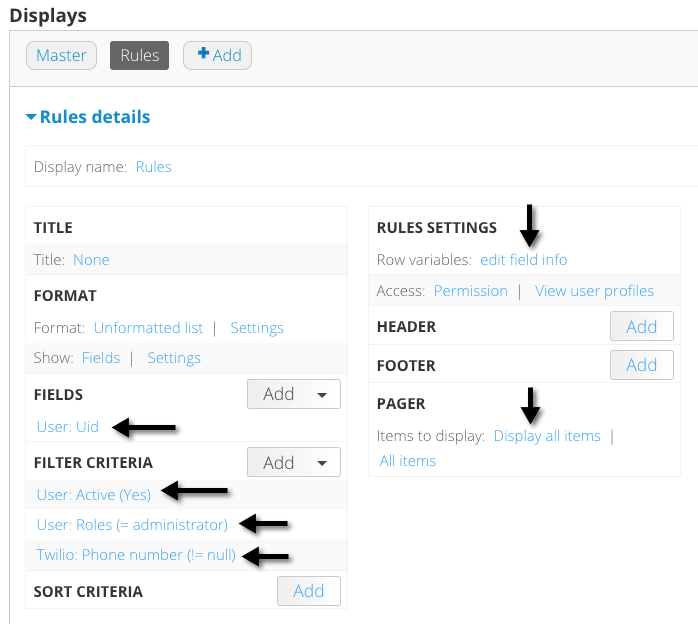 Displays
Master Rules Add
Rules details
Display name: Rules
TITLE
Title: None
FORMAT
Format: Unformatted list | Settings
Show: Fields | Settings
FIELDS Add
User: Uid
FILTER CRITERIA Add
User: Active (Yes)
User: Roles (= administrator)
Twilio: Phone number (!= null)
SORT CRITERIA Add
RULES SETTINGS
Row variables: edit field info
Access: Permission | View user profiles
HEADER Add
FOOTER Add
PAGER
Items to display: Display all items |
All items